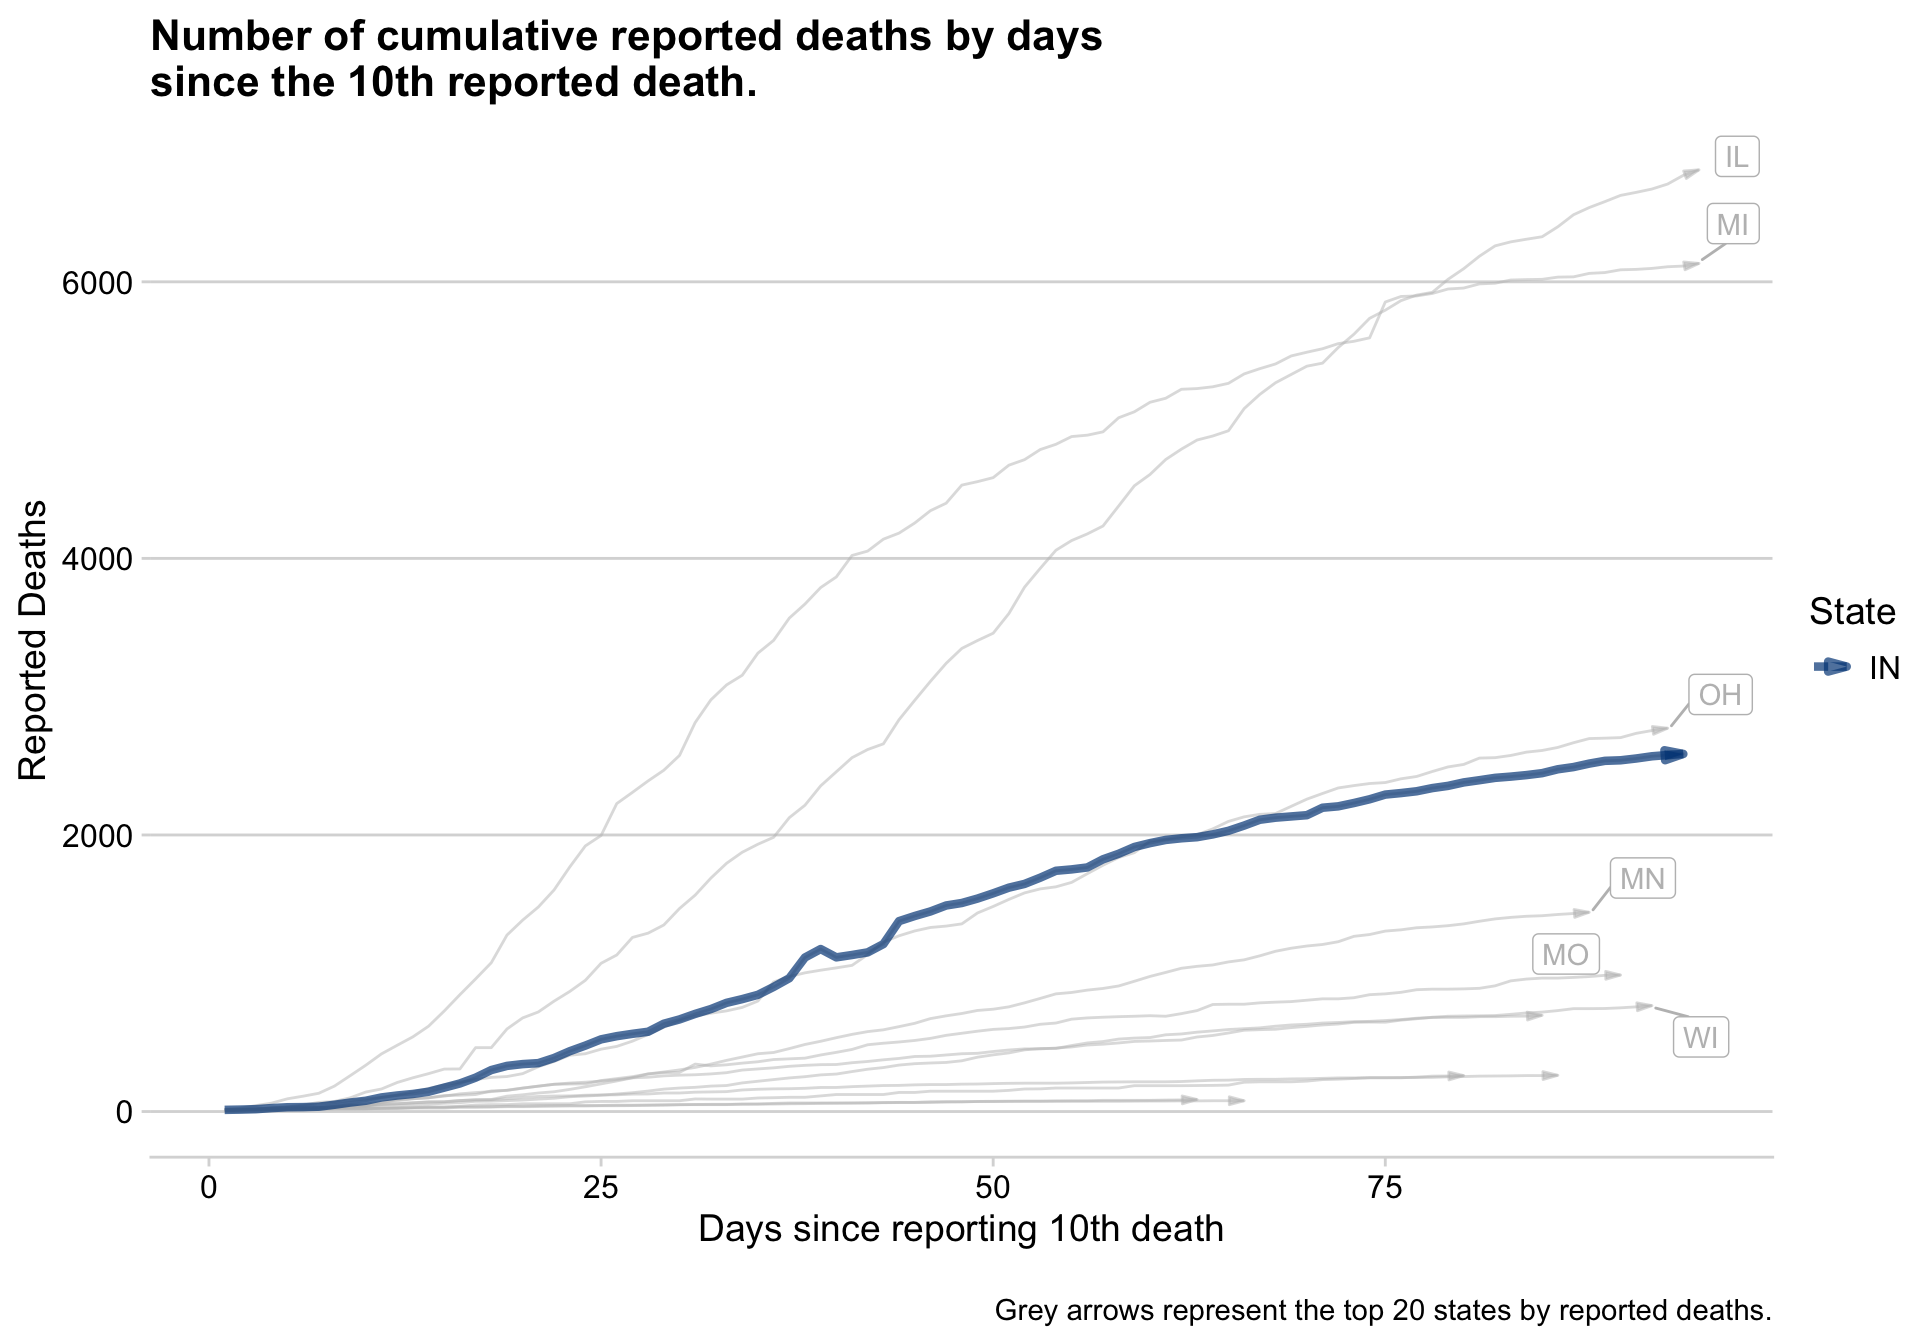 Number of cumulative reported deaths by days
since the 10th reported death.
IL
MI
6000
4000
Reported Deaths
State
IN
OH
2000
MN
MO
WI
0
0 25 50 75
Days since reporting 10th death
Grey arrows represent the top 20 states by reported deaths.